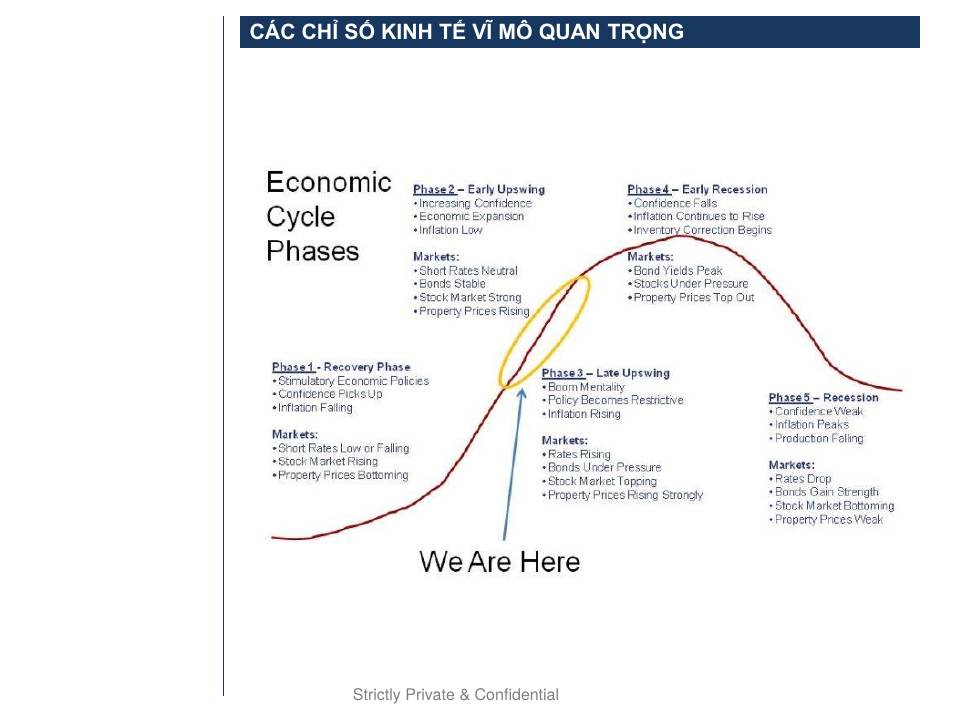 CÁC CHỈ SỐ KINH TẾ VĨ MÔ QUAN TRỌNG
Economic
Cycle
Phases
Phase 2 – Early Upswing
•Increasing Confidence
•Economic Expansion
•Inflation Low
Markets:
•Short Rates Neutral
•Bonds Stable
•Stock Market Strong
•Property Prices Rising
Phase 4 – Early Recession
•Confidence Falls
•Inflation Continues to Rise
•Inventory Correction Begins
Markets:
•Bond Yields Peak
•Stocks Under Pressure
•Property Prices Top Out
Phase 1 - Recovery Phase
•Stimulatory Economic Policies
•Confidence Picks Up
•Inflation Falling
Markets:
•Short Rates Low or Falling
•Stock Market Rising
•Property Prices Bottoming
Phase 3 – Late Upswing
•Boom Mentality
•Policy Becomes Restrictive
•Inflation Rising
Markets:
•Rates Rising
•Bonds Under Pressure
•Stock Market Topping
•Property Prices Rising Strongly
Phase 5 – Recession
•Confidence Weak
•Inflation Peaks
•Production Falling
Markets:
•Rates Drop
•Bonds Gain Strength
•Stock Market Bottoming
•Property Prices Weak
We Are Here
Strictly Private & Confidential